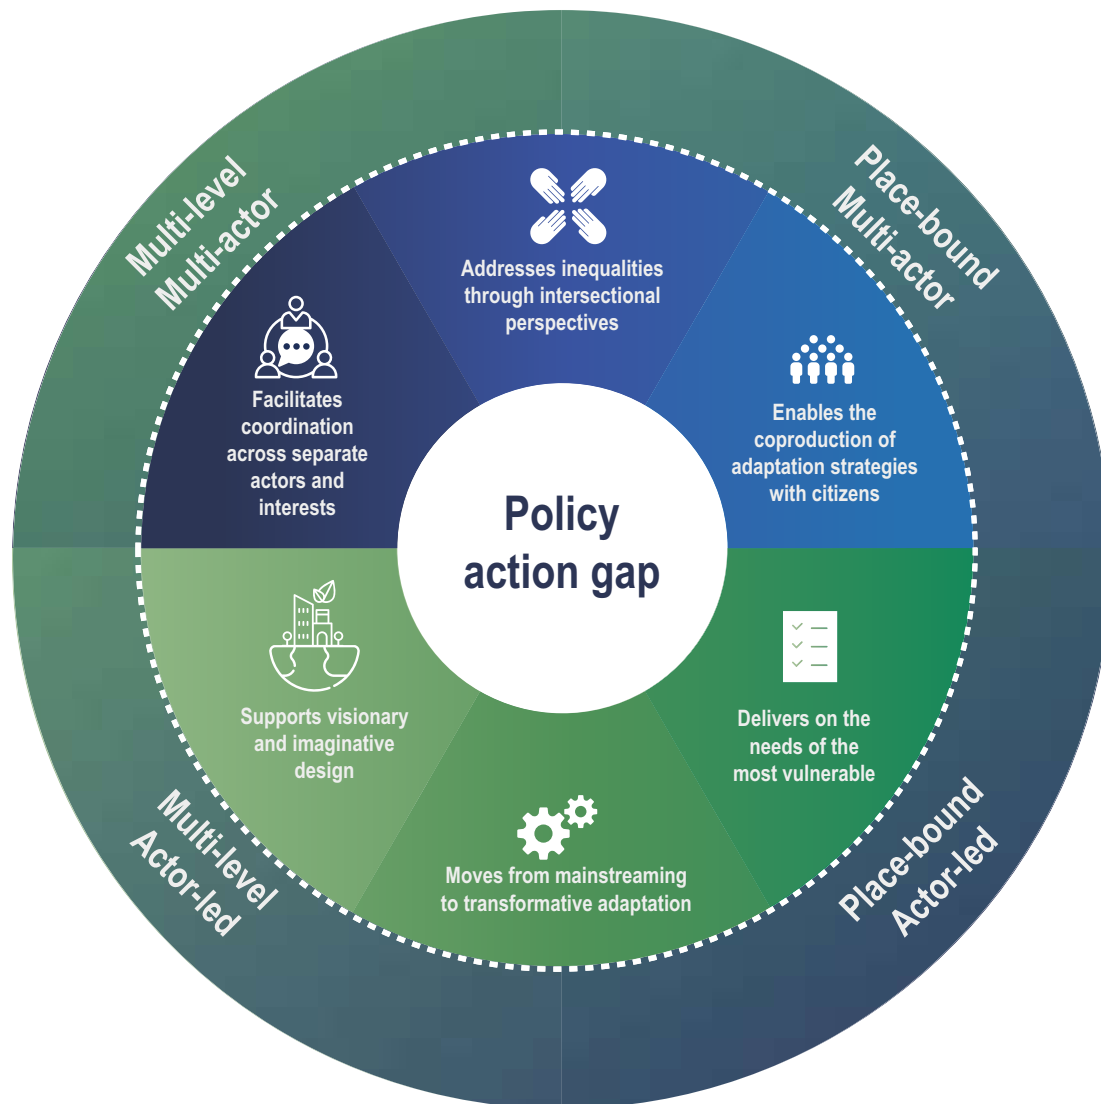 Multi-level
Multi-actor
Place-bound
Multi-actor
Addresses inequalities
through intersectional
perspectives
Facilitates
coordination
across separate
actors and
interests
Enables the
coproduction of
adaptation strategies
with citizens
Policy
action gap
Supports visionary
and imaginative
design
Delivers on the
needs of the
most vulnerable
Moves from mainstreaming
to transformative adaptation
Multi-level
Actor-led
Place-bound
Actor-led